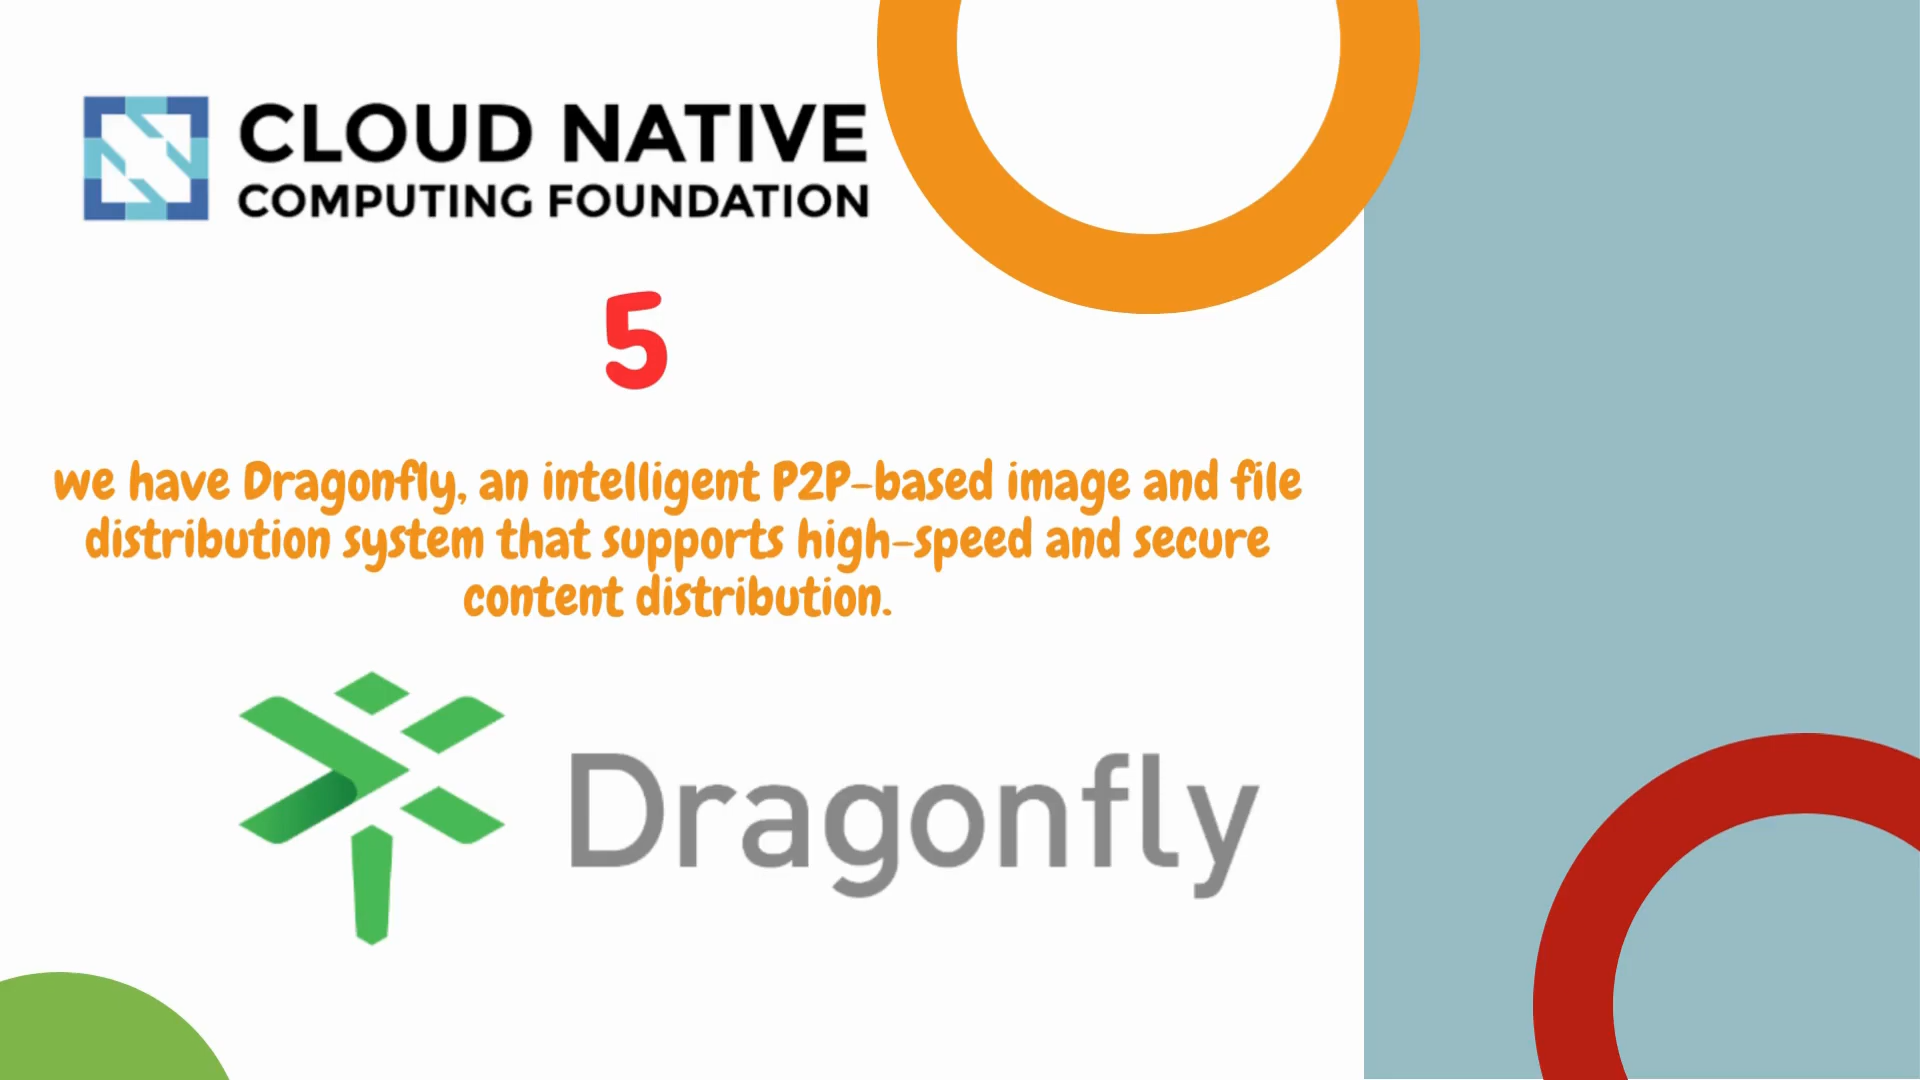 CLOUD NATIVE
COMPUTING FOUNDATION
5
we have Dragonfly, an intelligent P2P-based image and file
distribution system that supports high-speed and secure
content distribution.
Dragonfly